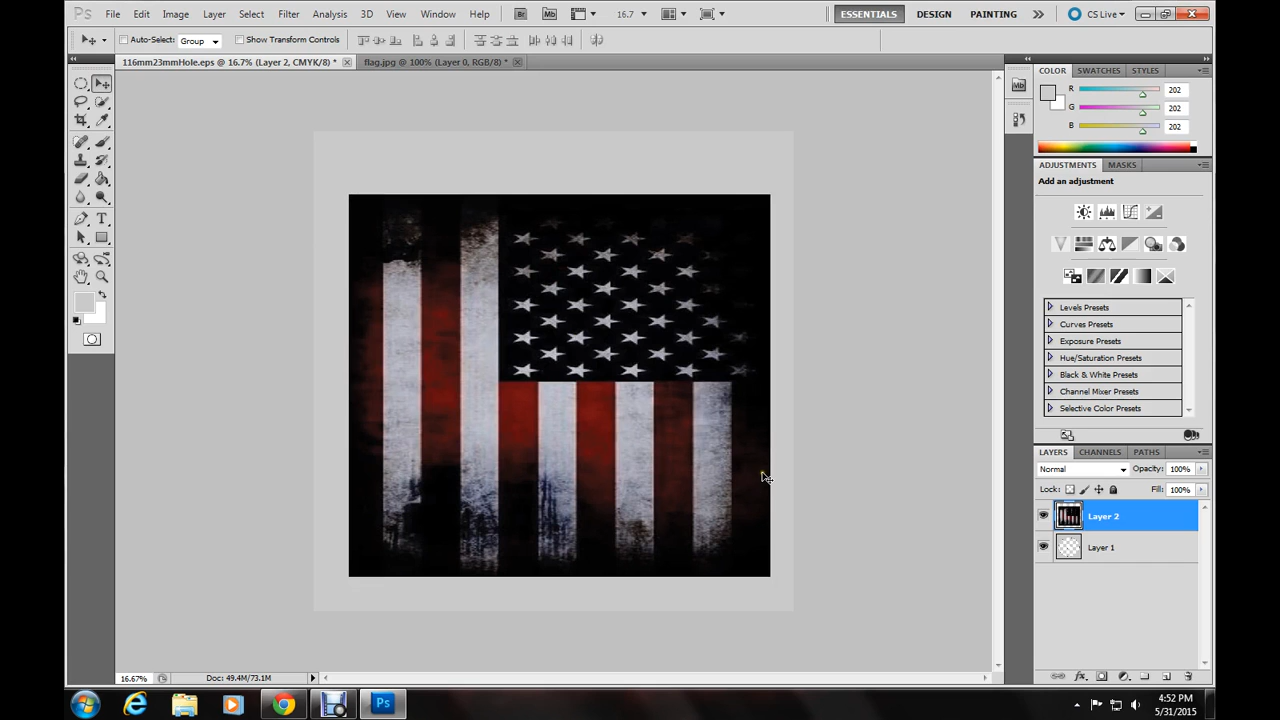 Ps File Edit Image Layer Select Filter Analysis 3D View Window Help Br Mb 16.7 ESSENTIALS DESIGN PAINTING CS Live
Auto-Select: Group Show Transform Controls
116mm23mmHole.eps @ 16.7% (Layer 2, CMYK/8) * flag.jpg @ 100% (Layer 0, RGB/8) *
Mb
COLOR SWATCHES STYLES
R 202
G 202
B 202
ADJUSTMENTS MASKS
Add an adjustment
Levels Presets
Curves Presets
Exposure Presets
Hue/Saturation Presets
Black & White Presets
Channel Mixer Presets
Selective Color Presets
LAYERS CHANNELS PATHS
Normal Opacity: 100%
Lock: Fill: 100%
Layer 2
Layer 1
16.67% Doc: 49.4M/73.1M
Ps 4:52 PM
5/31/2015